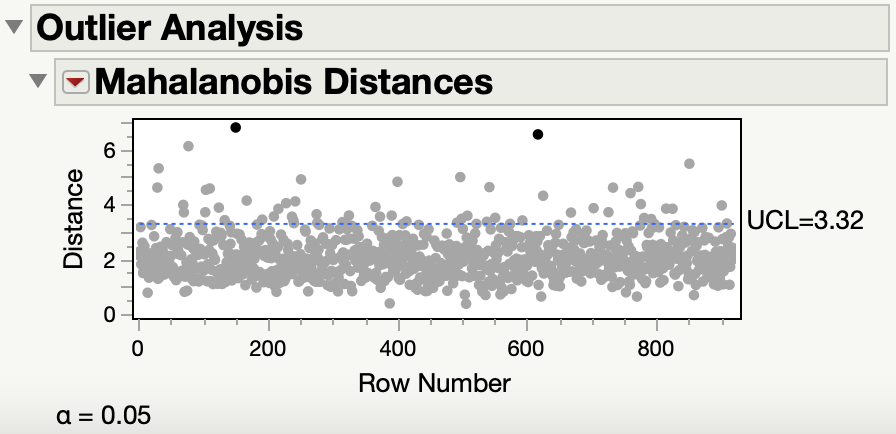 Outlier Analysis
Mahalanobis Distances
Distance
6
4
2
0
UCL=3.32
0 200 400 600 800
Row Number
α = 0.05